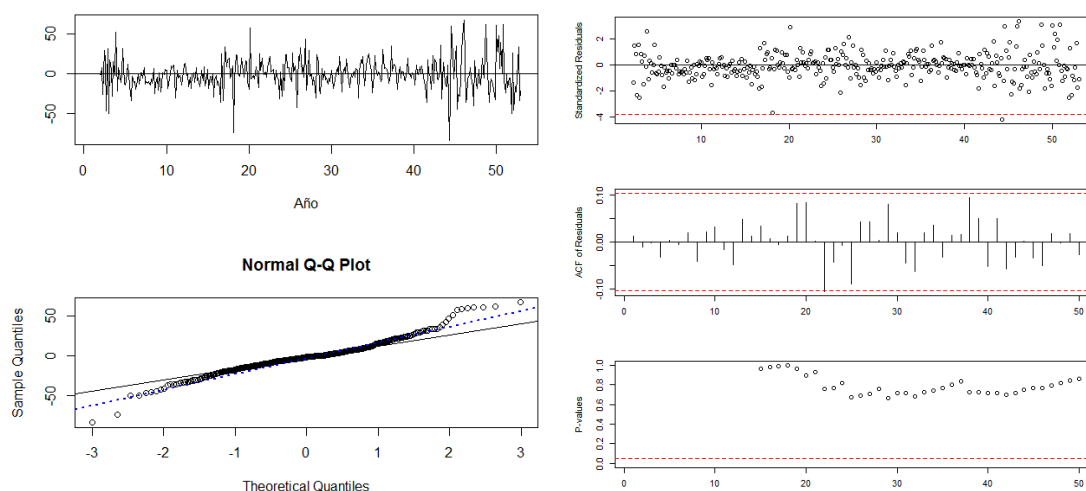 50
0
-50
0 10 20 30 40 50
Año
Normal Q-Q Plot
Sample Quantiles
50
0
-50
-3 -2 -1 0 1 2 3
Theoretical Quantiles
Standardized Residuals
2
0
-2
-4
10 20 30 40 50
ACF of Residuals
0.10
0.00
-0.10
0 10 20 30 40 50
P-values
1.0
0.8
0.6
0.4
0.2
0.0
0 10 20 30 40 50